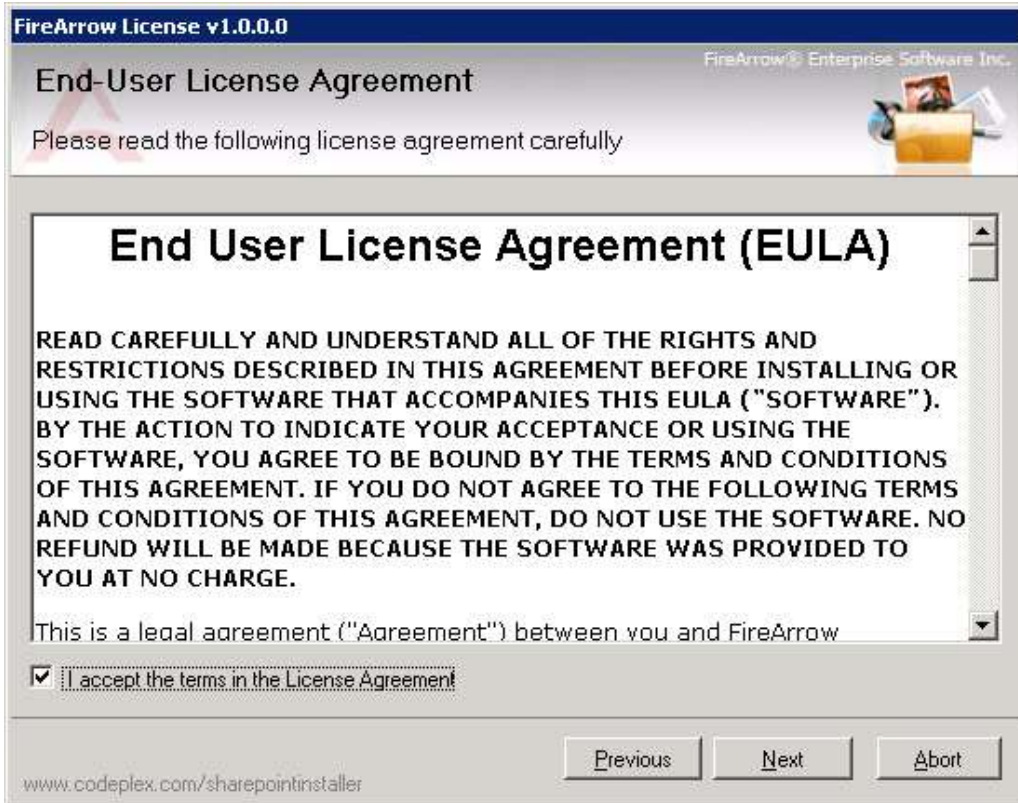 FireArrow License v1.0.0.0
FireArrow® Enterprise Software Inc.
End-User License Agreement
Please read the following license agreement carefully
End User License Agreement (EULA)
READ CAREFULLY AND UNDERSTAND ALL OF THE RIGHTS AND
RESTRICTIONS DESCRIBED IN THIS AGREEMENT BEFORE INSTALLING OR
USING THE SOFTWARE THAT ACCOMPANIES THIS EULA ("SOFTWARE").
BY THE ACTION TO INDICATE YOUR ACCEPTANCE OR USING THE
SOFTWARE, YOU AGREE TO BE BOUND BY THE TERMS AND CONDITIONS
OF THIS AGREEMENT. IF YOU DO NOT AGREE TO THE FOLLOWING TERMS
AND CONDITIONS OF THIS AGREEMENT, DO NOT USE THE SOFTWARE. NO
REFUND WILL BE MADE BECAUSE THE SOFTWARE WAS PROVIDED TO
YOU AT NO CHARGE.
This is a legal agreement ("Agreement") between you and FireArrow
I accept the terms in the License Agreement
Previous Next Abort
www.codeplex.com/sharepointinstaller